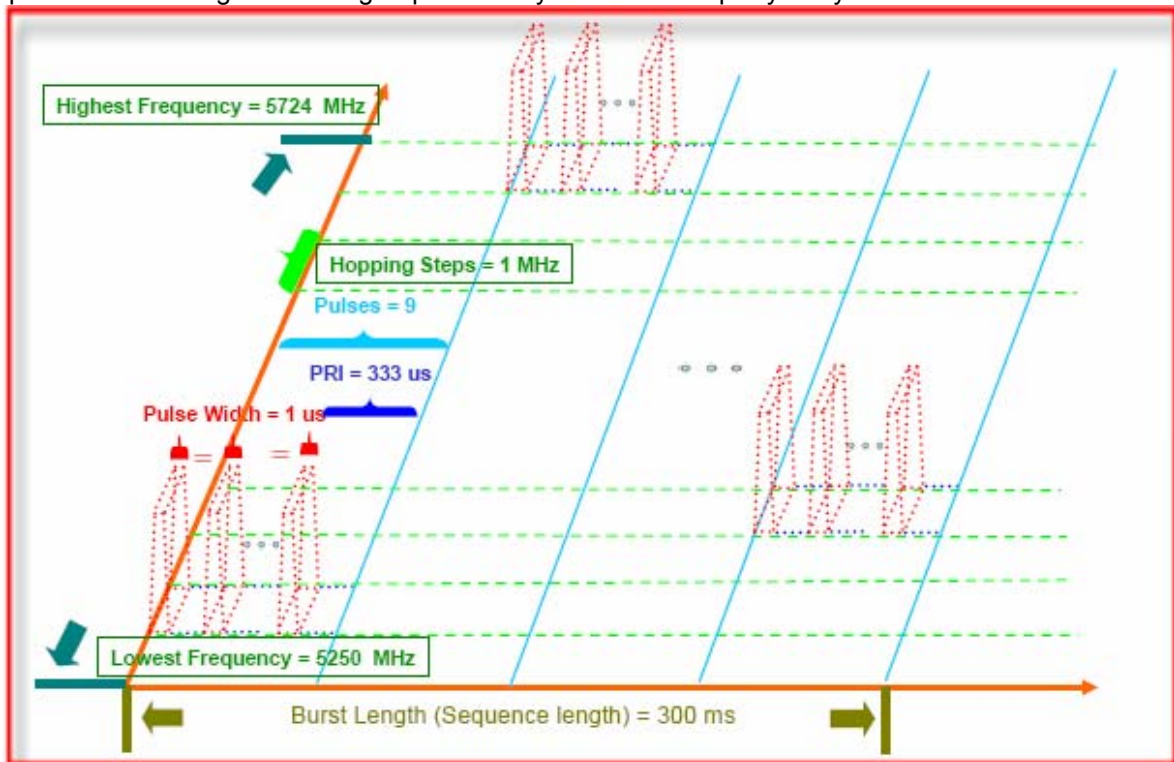 Highest Frequency = 5724 MHz
Hopping Steps = 1 MHz
Pulses = 9
PRI = 333 us
Pulse Width = 1 us
= =
Lowest Frequency = 5250 MHz
Burst Length (Sequence length) = 300 ms